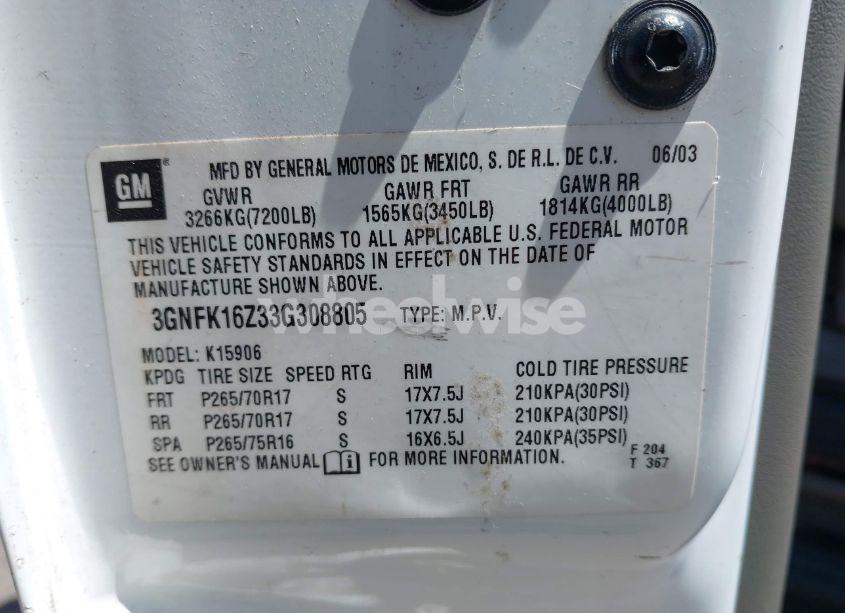 GM ® MFD BY GENERAL MOTORS DE MEXICO, S. DE R.L. DE C.V. 06/03
GVWR GAWR FRT GAWR RR
3266KG(7200LB) 1565KG(3450LB) 1814KG(4000LB)
THIS VEHICLE CONFORMS TO ALL APPLICABLE U.S. FEDERAL MOTOR
VEHICLE SAFETY STANDARDS IN EFFECT ON THE DATE OF
MANUFACTURE SHOWN ABOVE.
3GNFK16Z33G308805 TYPE: M.P.V.
wheelwise
MODEL: K15906
KPDG TIRE SIZE SPEED RTG RIM COLD TIRE PRESSURE
FRT P265/70R17 S 17X7.5J 210KPA(30PSI)
RR P265/70R17 S 17X7.5J 210KPA(30PSI)
SPA P265/75R16 S 16X6.5J 240KPA(35PSI)
SEE OWNER'S MANUAL i FOR MORE INFORMATION.
F 204
T 367